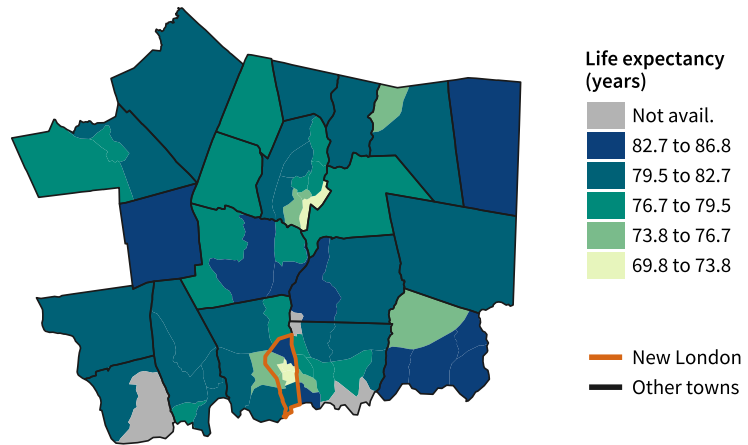 Life expectancy
(years)
Not avail.
82.7 to 86.8
79.5 to 82.7
76.7 to 79.5
73.8 to 76.7
69.8 to 73.8
New London
Other towns